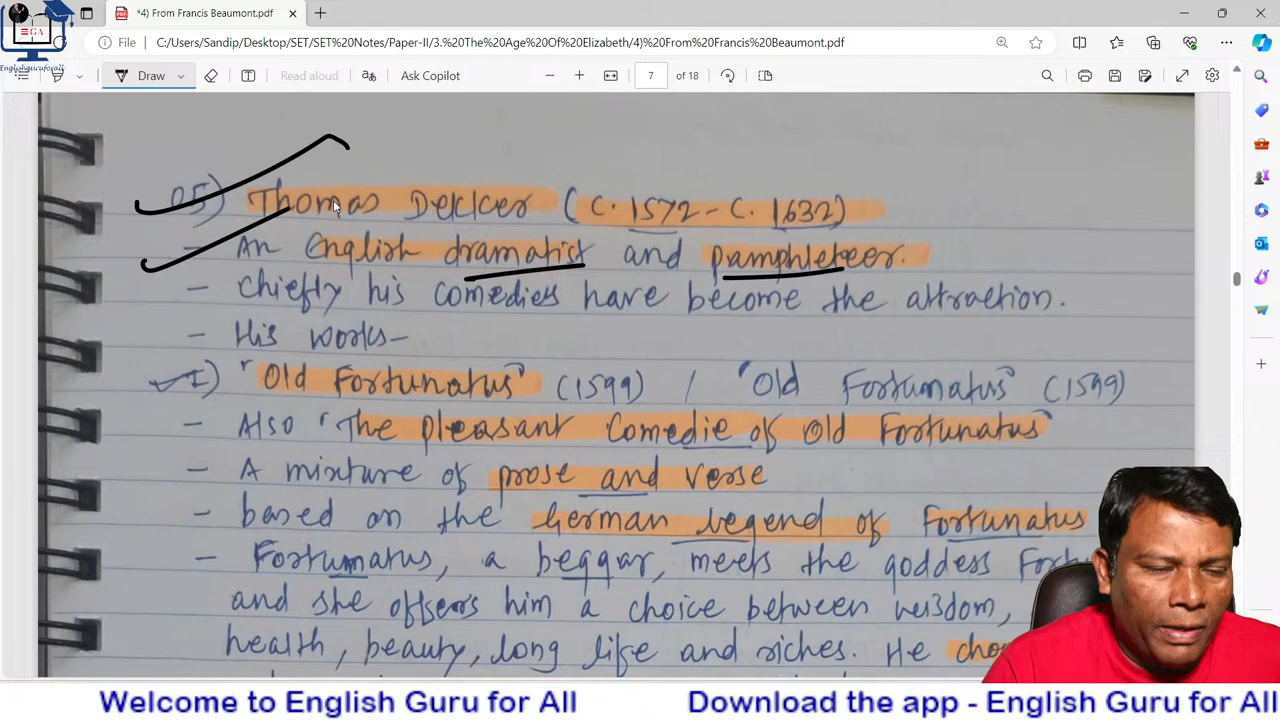 *4) From Francis Beaumont.pdf
File C:/Users/Sandip/Desktop/SET/SET%20Notes/Paper-II/3.%20The%20Age%20Of%20Elizabeth/4)%20From%20Francis%20Beaumont.pdf
EGA
Englishguruforall
Draw Read aloud Ask Copilot 7 of 18
05) Thomas Dekker (c. 1572 - c. 1632)
- An English dramatist and pamphleteer.
- chiefly his comedies have become the attraction.
- His works-
I) "Old Fortunatus" (1599) / "Old Fortunatus" (1599)
- Also "The pleasant Comedie of Old Fortunatus"
- A mixture of prose and verse
- based on the German legend of Fortunatus
- Fortunatus, a beggar, meets the goddess
and she offers him a choice between wisdom,
health, beauty, long life and riches. He
Welcome to English Guru for All Download the app - English Guru for All